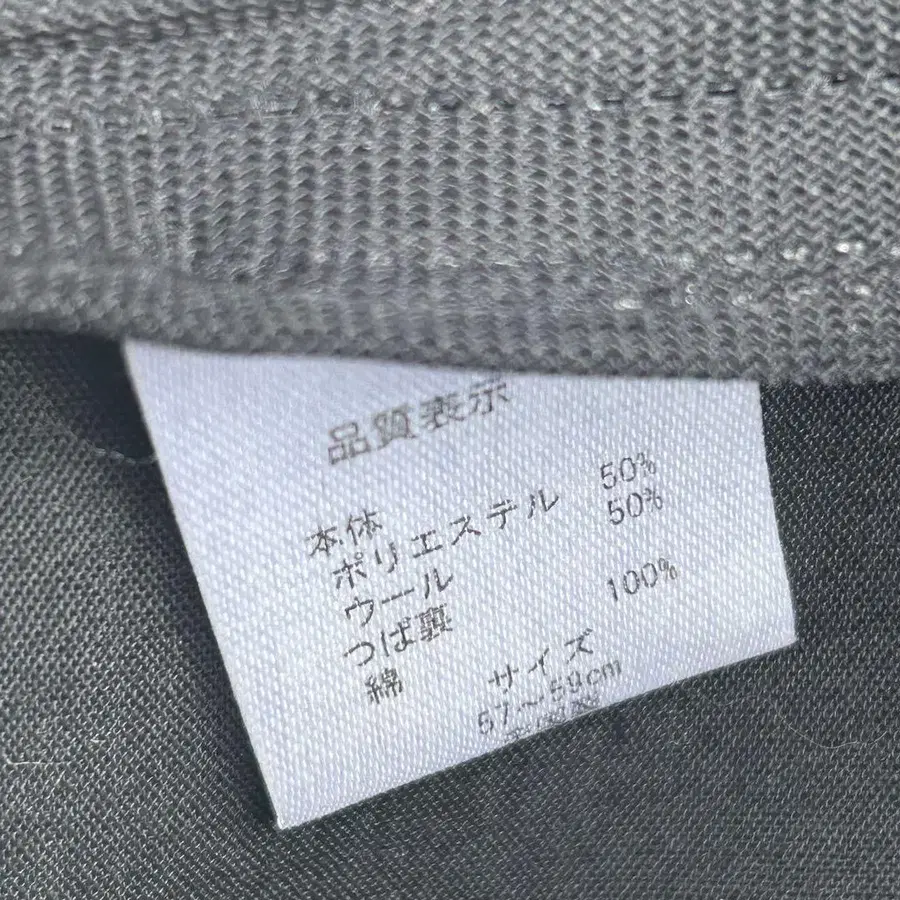 品質表示
本体
ポリエステル 50%
ウール 50%
つば裏
綿 100%
サイズ
57～59cm